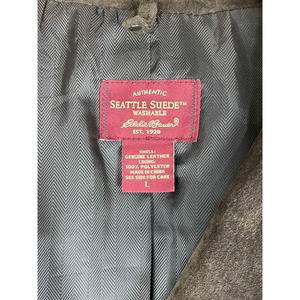 AUTHENTIC
SEATTLE SUEDE™
WASHABLE
Eddie Bauer®
EST. 1920
SHELL:
GENUINE LEATHER
LINING:
100% POLYESTER
MADE IN CHINA
SEE SIDE FOR CARE
L